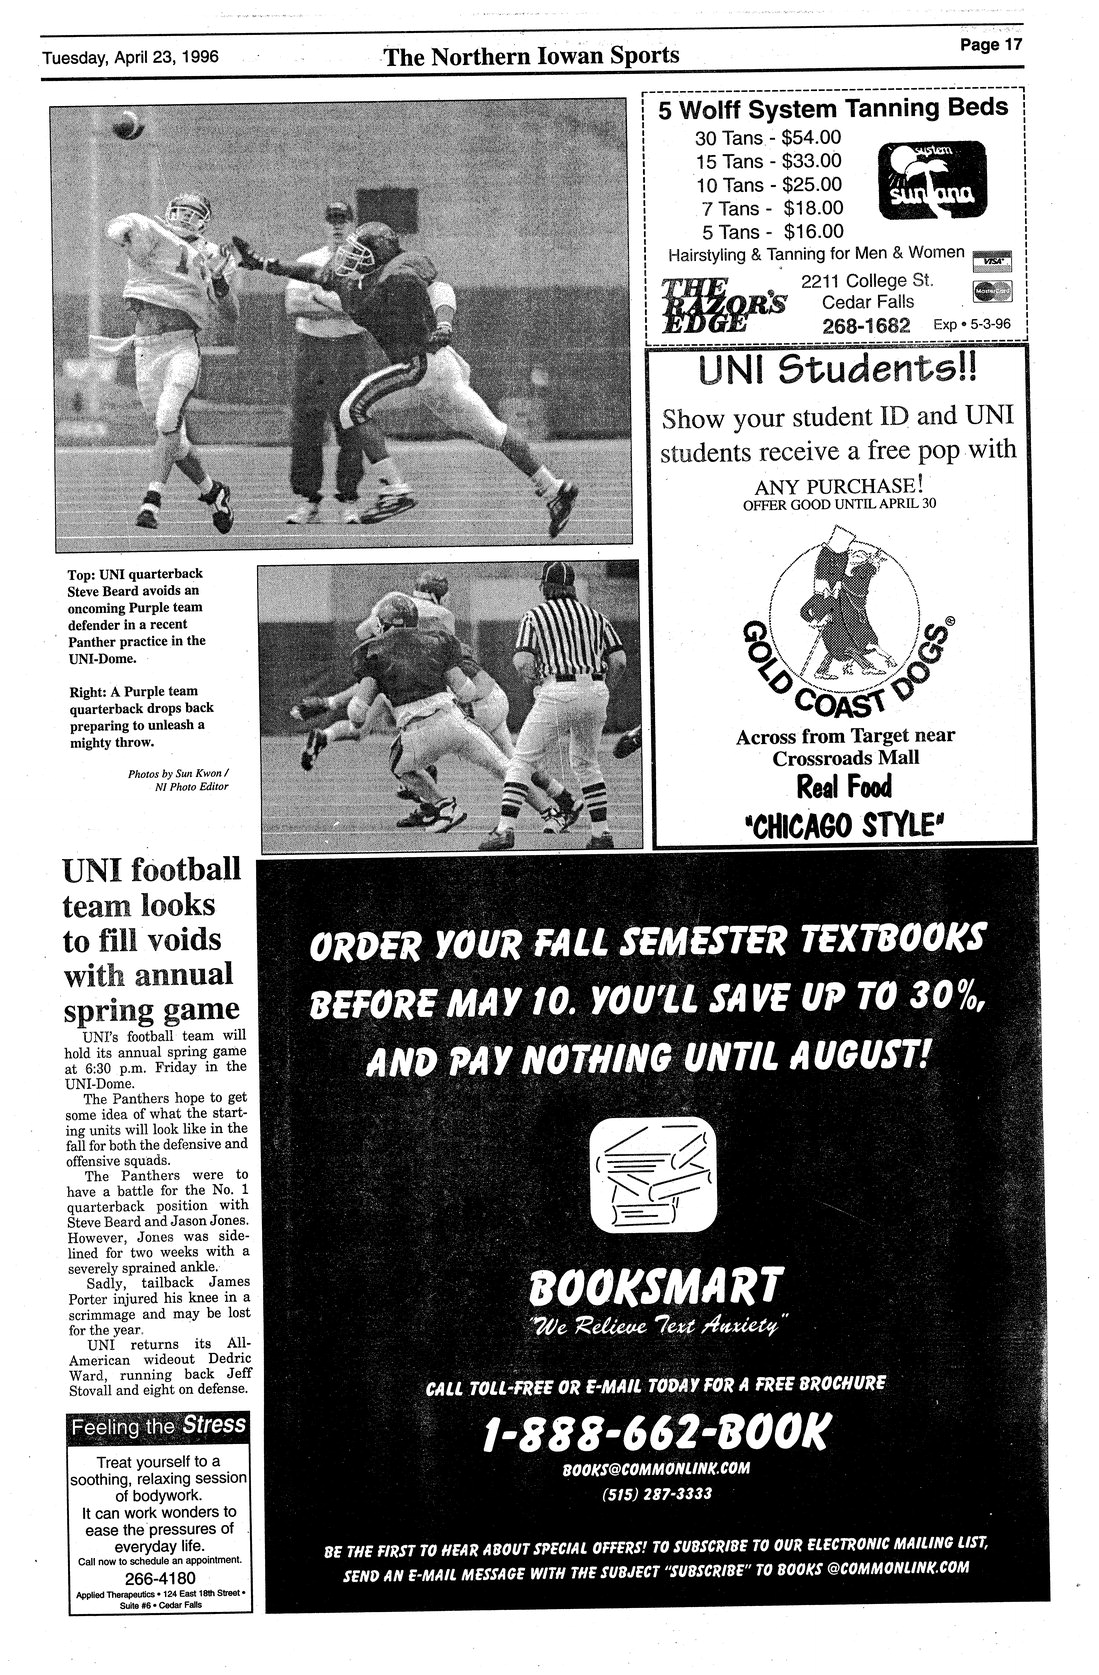 Tuesday, April 23, 1996
The Northern Iowan Sports
Page 17
5 Wolff System Tanning Beds
30 Tans - $54.00
15 Tans - $33.00
10 Tans - $25.00
7 Tans - $18.00
5 Tans - $16.00
system
suntana
Hairstyling & Tanning for Men & Women
VISA
MasterCard
THE
RAZOR'S
EDGE
2211 College St.
Cedar Falls
268-1682
Exp • 5-3-96
UNI Students!!
Show your student ID and UNI
students receive a free pop with
ANY PURCHASE!
OFFER GOOD UNTIL APRIL 30
GOLD COAST DOGS®
Across from Target near
Crossroads Mall
Real Food
"CHICAGO STYLE"
Top: UNI quarterback
Steve Beard avoids an
oncoming Purple team
defender in a recent
Panther practice in the
UNI-Dome.
Right: A Purple team
quarterback drops back
preparing to unleash a
mighty throw.
Photos by Sun Kwon /
NI Photo Editor
UNI football
team looks
to fill voids
with annual
spring game
UNI's football team will
hold its annual spring game
at 6:30 p.m. Friday in the
UNI-Dome.
The Panthers hope to get
some idea of what the start-
ing units will look like in the
fall for both the defensive and
offensive squads.
The Panthers were to
have a battle for the No. 1
quarterback position with
Steve Beard and Jason Jones.
However, Jones was side-
lined for two weeks with a
severely sprained ankle.
Sadly, tailback James
Porter injured his knee in a
scrimmage and may be lost
for the year.
UNI returns its All-
American wideout Dedric
Ward, running back Jeff
Stovall and eight on defense.
Feeling the Stress
Treat yourself to a
soothing, relaxing session
of bodywork.
It can work wonders to
ease the pressures of
everyday life.
Call now to schedule an appointment.
266-4180
Applied Therapeutics • 124 East 18th Street •
Suite #6 • Cedar Falls
ORDER YOUR FALL SEMESTER TEXTBOOKS
BEFORE MAY 10. YOU'LL SAVE UP TO 30%,
AND PAY NOTHING UNTIL AUGUST!
BOOKSMART
"We Relieve Text Anxiety"
CALL TOLL-FREE OR E-MAIL TODAY FOR A FREE BROCHURE
1-888-662-BOOK
BOOKS@COMMONLINK.COM
(515) 287-3333
BE THE FIRST TO HEAR ABOUT SPECIAL OFFERS! TO SUBSCRIBE TO OUR ELECTRONIC MAILING LIST,
SEND AN E-MAIL MESSAGE WITH THE SUBJECT "SUBSCRIBE" TO BOOKS @COMMONLINK.COM